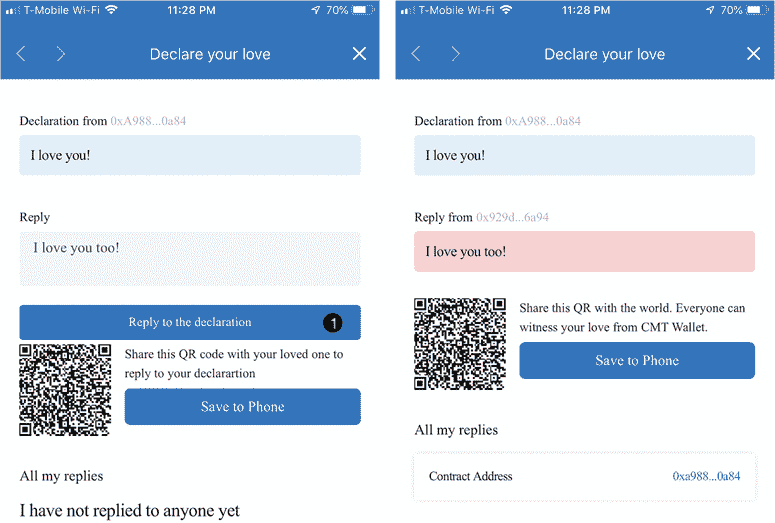 T-Mobile Wi-Fi 11:28 PM 70%
Declare your love
Declaration from 0xA988...0a84
I love you!
Reply
I love you too!
Reply to the declaration 1
Share this QR code with your loved one to
reply to your declarartion
Save to Phone
All my replies
I have not replied to anyone yet
T-Mobile Wi-Fi 11:28 PM 70%
Declare your love
Declaration from 0xA988...0a84
I love you!
Reply from 0x929d...6a94
I love you too!
Share this QR with the world. Everyone can
witness your love from CMT Wallet.
Save to Phone
All my replies
Contract Address 0xa988...0a84